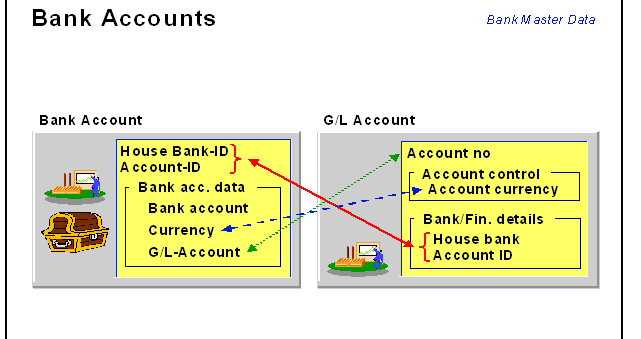 Bank Accounts
Bank Master Data
Bank Account
House Bank-ID
Account-ID
Bank acc. data
Bank account
Currency
G/L-Account
G/L Account
Account no
Account control
Account currency
Bank/Fin. details
House bank
Account ID